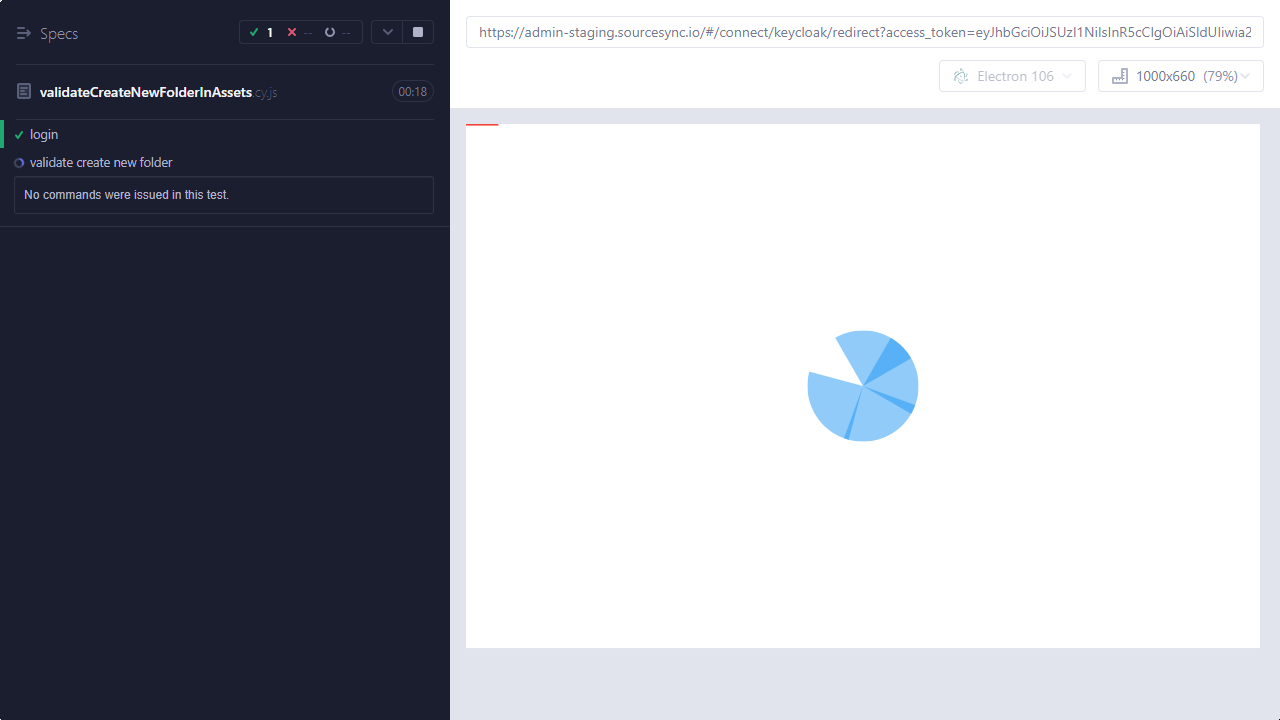 Specs
1
--
--
validateCreateNewFolderInAssets.cy.js
00:18
login
validate create new folder
No commands were issued in this test.
https://admin-staging.sourcesync.io/#/connect/keycloak/redirect?access_token=eyJhbGciOiJSUzI1NiIsInR5cCIgOiAiSldUIiwia2
Electron 106
1000x660 (79%)